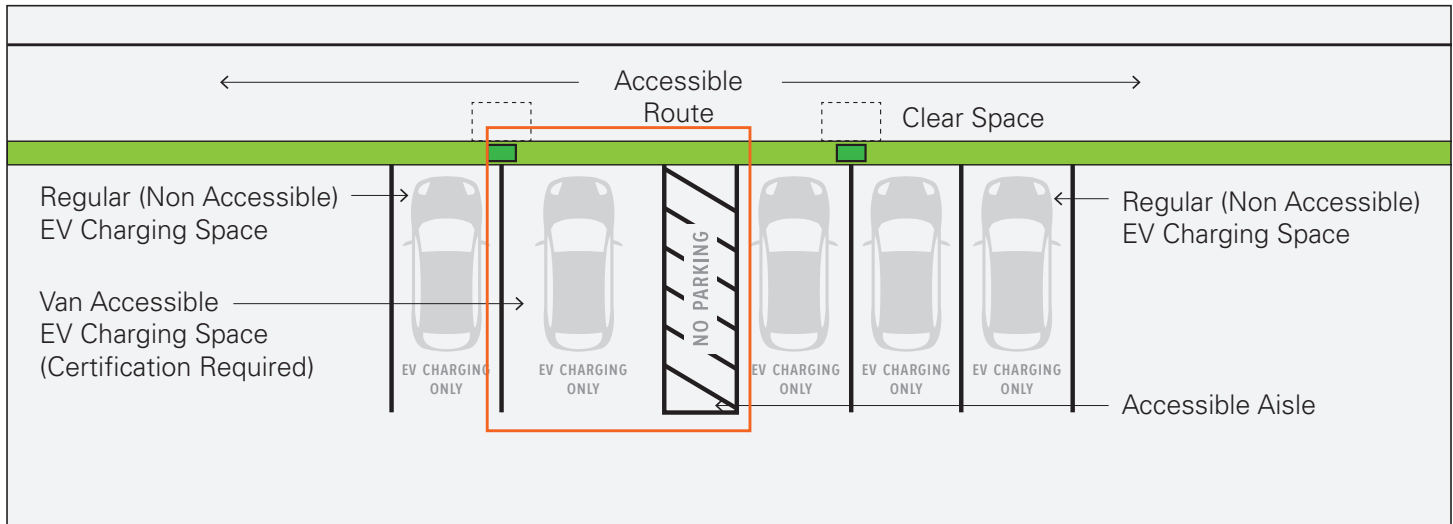 Accessible
Route
Clear Space
Regular (Non Accessible)
EV Charging Space
Regular (Non Accessible)
EV Charging Space
Van Accessible
EV Charging Space
(Certification Required)
NO PARKING
EV CHARGING
ONLY
EV CHARGING
ONLY
EV CHARGING
ONLY
EV CHARGING
ONLY
EV CHARGING
ONLY
Accessible Aisle